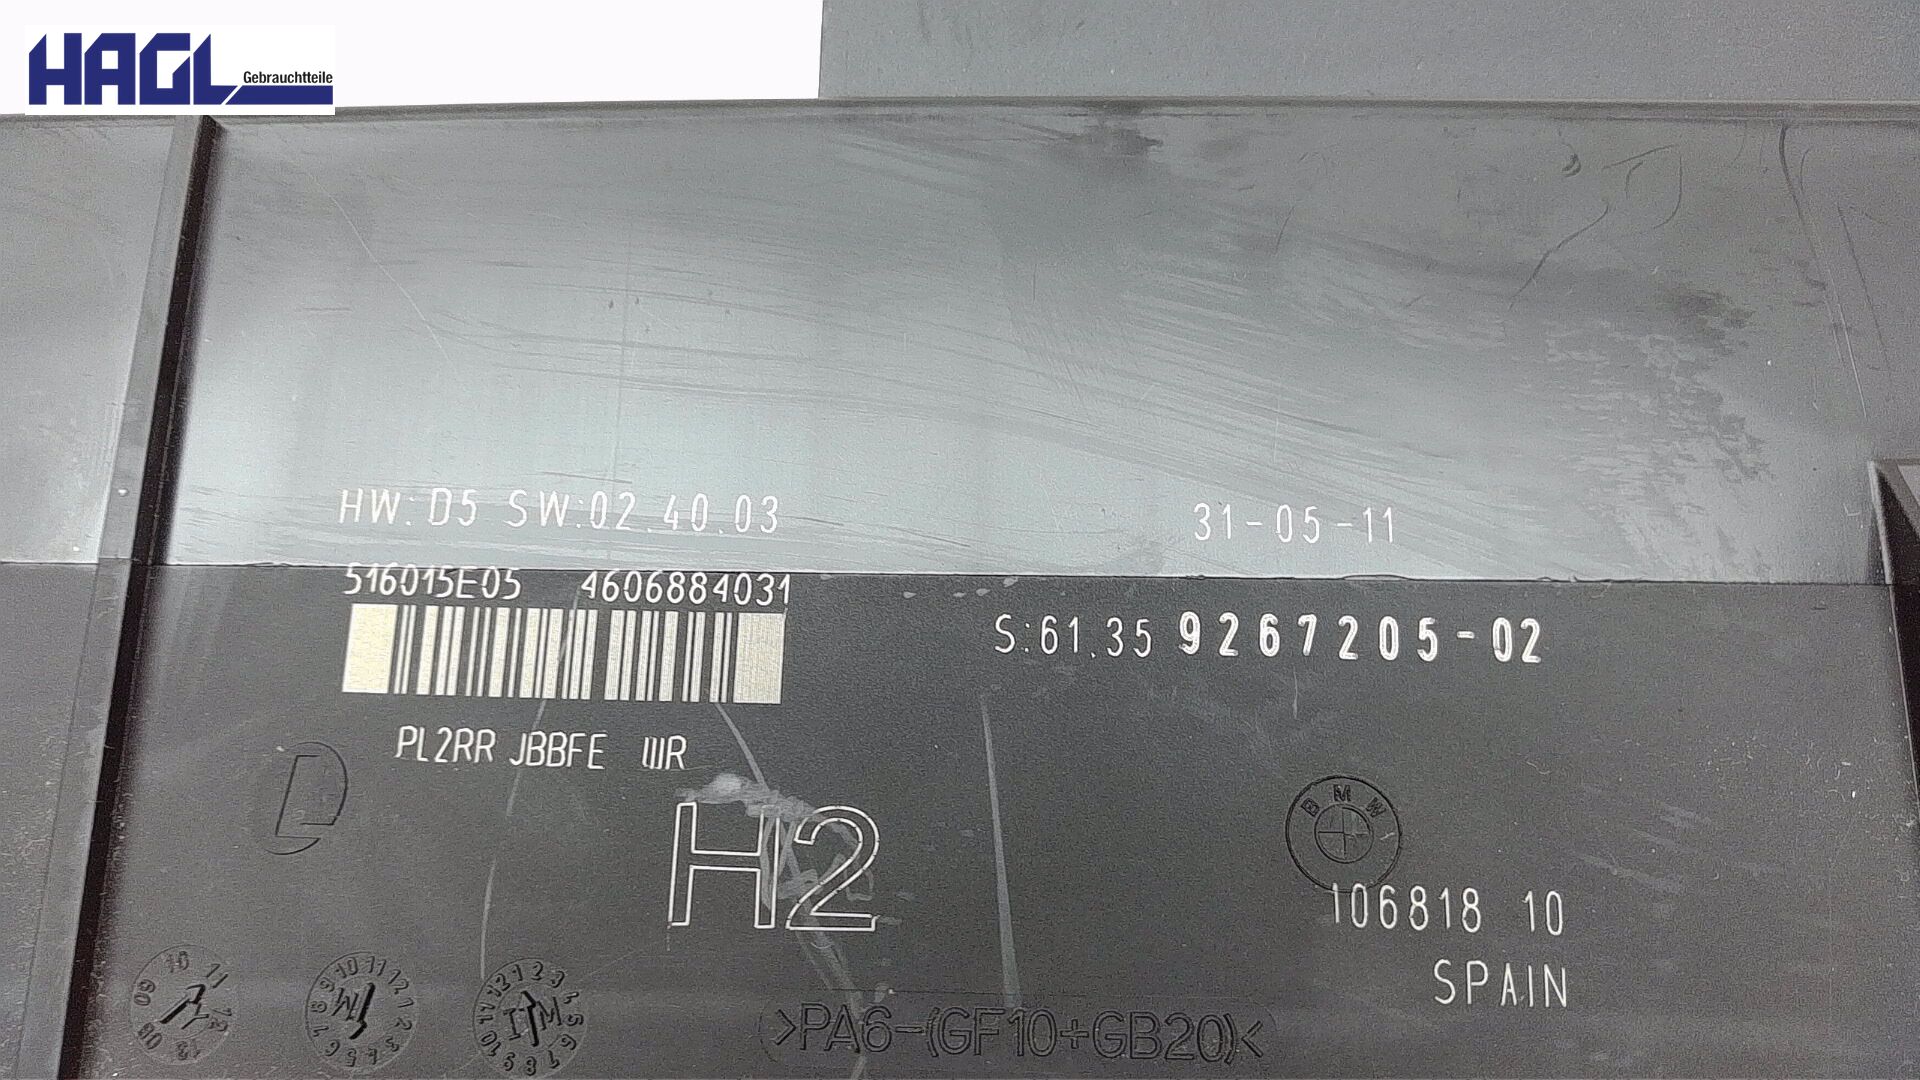 HAGL Gebrauchtteile
HW:D5 SW:02.40.03
31-05-11
516015E05 4606884031
S:61.35 9267205-02
PL2RR JBBFE
H2
BMW
106818 10
SPAIN
>PA6-(GF10+GB20)<